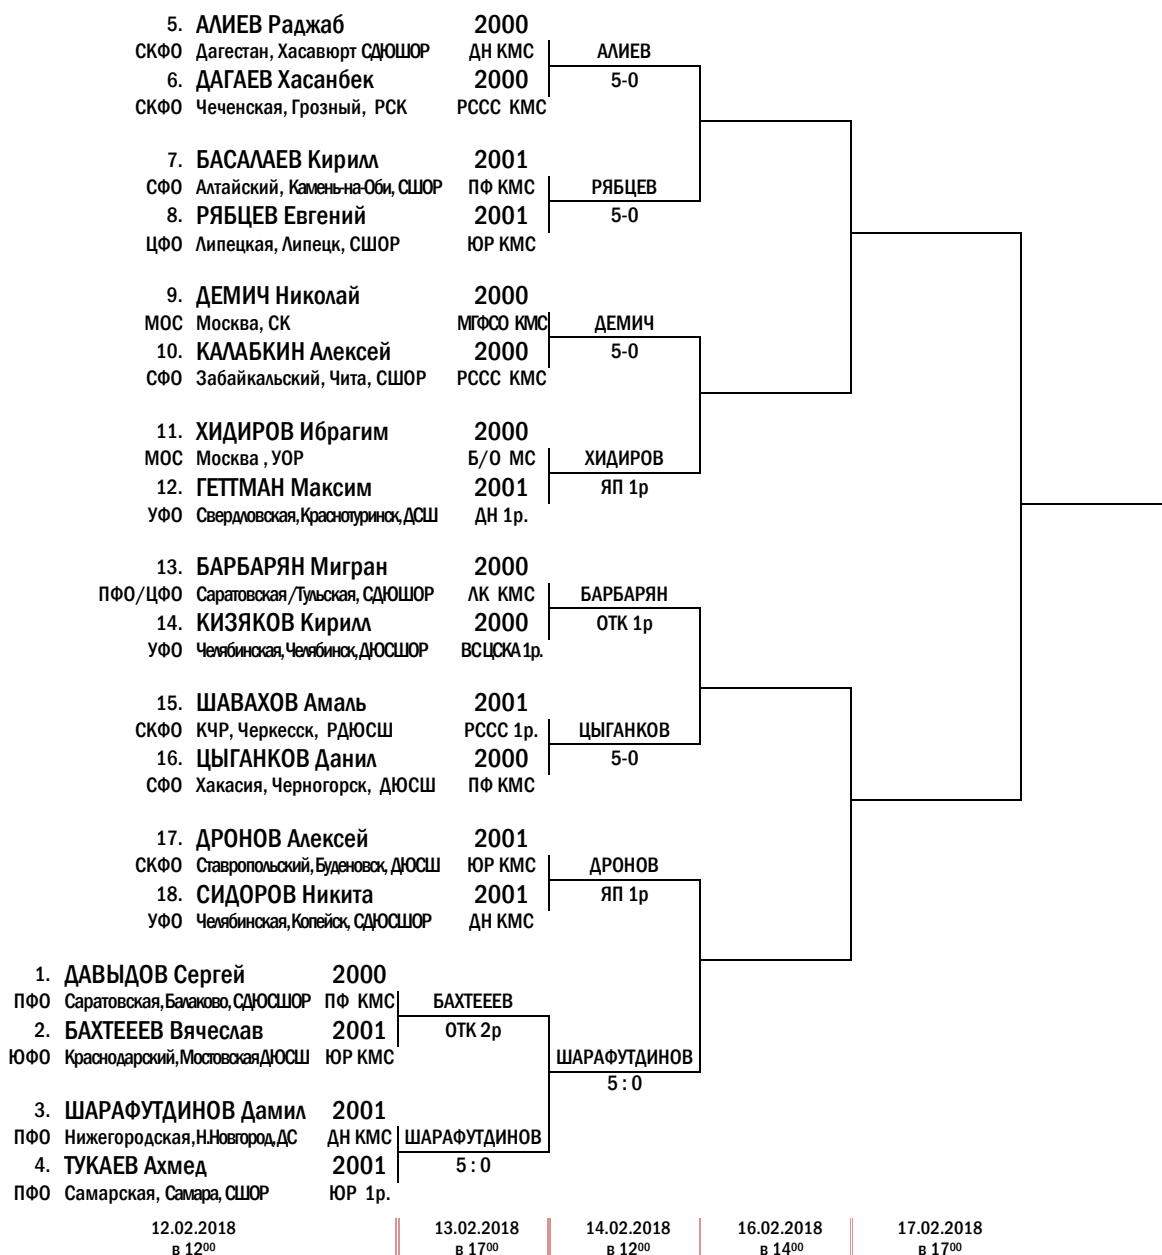 5. АЛИЕВ Раджаб 2000
СКФО Дагестан, Хасавюрт СДЮШОР ДН КМС АЛИЕВ
6. ДАГАЕВ Хасанбек 2000 5-0
СКФО Чеченская, Грозный, РСК РССС КМС
7. БАСАЛАЕВ Кирилл 2001
СФО Алтайский, Камень-на-Оби, СШОР ПФ КМС РЯБЦЕВ
8. РЯБЦЕВ Евгений 2001 5-0
ЦФО Липецкая, Липецк, СШОР ЮР КМС
9. ДЕМИЧ Николай 2000
МОС Москва, СК МГФСО КМС ДЕМИЧ
10. КАЛАБКИН Алексей 2000 5-0
СФО Забайкальский, Чита, СШОР РССС КМС
11. ХИДИРОВ Ибрагим 2000
МОС Москва , УОР Б/О МС ХИДИРОВ
12. ГЕТТМАН Максим 2001 ЯП 1р
УФО Свердловская, Краснотуринск, ДСШ ДН 1р.
13. БАРБАРЯН Мигран 2000
ПФО/ЦФО Саратовская /Тульская, СДЮШОР ЛК КМС БАРБАРЯН
14. КИЗЯКОВ Кирилл 2000 ОТК 1р
УФО Челябинская, Челябинск, ДЮСШОР ВС ЦСКА 1р.
15. ШАВАХОВ Амаль 2001
СКФО КЧР, Черкесск, РДЮСШ РССС 1р. ЦЫГАНКОВ
16. ЦЫГАНКОВ Данил 2000 5-0
СФО Хакасия, Черногорск, ДЮСШ ПФ КМС
17. ДРОНОВ Алексей 2001
СКФО Ставропольский, Буденовск, ДЮСШ ЮР КМС ДРОНОВ
18. СИДОРОВ Никита 2001 ЯП 1р
УФО Челябинская, Копейск, СДЮСШОР ДН КМС
1. ДАВЫДОВ Сергей 2000
ПФО Саратовская, Балаково, СДЮСШОР ПФ КМС БАХТЕЕЕВ
2. БАХТЕЕЕВ Вячеслав 2001 ОТК 2р
ЮФО Краснодарский, Мостовская ДЮСШ ЮР КМС ШАРАФУТДИНОВ
5 : 0
3. ШАРАФУТДИНОВ Дамил 2001
ПФО Нижегородская, Н.Новгород, ДС ДН КМС ШАРАФУТДИНОВ
4. ТУКАЕВ Ахмед 2001 5 : 0
ПФО Самарская, Самара, СШОР ЮР 1р.
12.02.2018 13.02.2018 14.02.2018 16.02.2018 17.02.2018
в 12⁰⁰ в 17⁰⁰ в 12⁰⁰ в 14⁰⁰ в 17⁰⁰